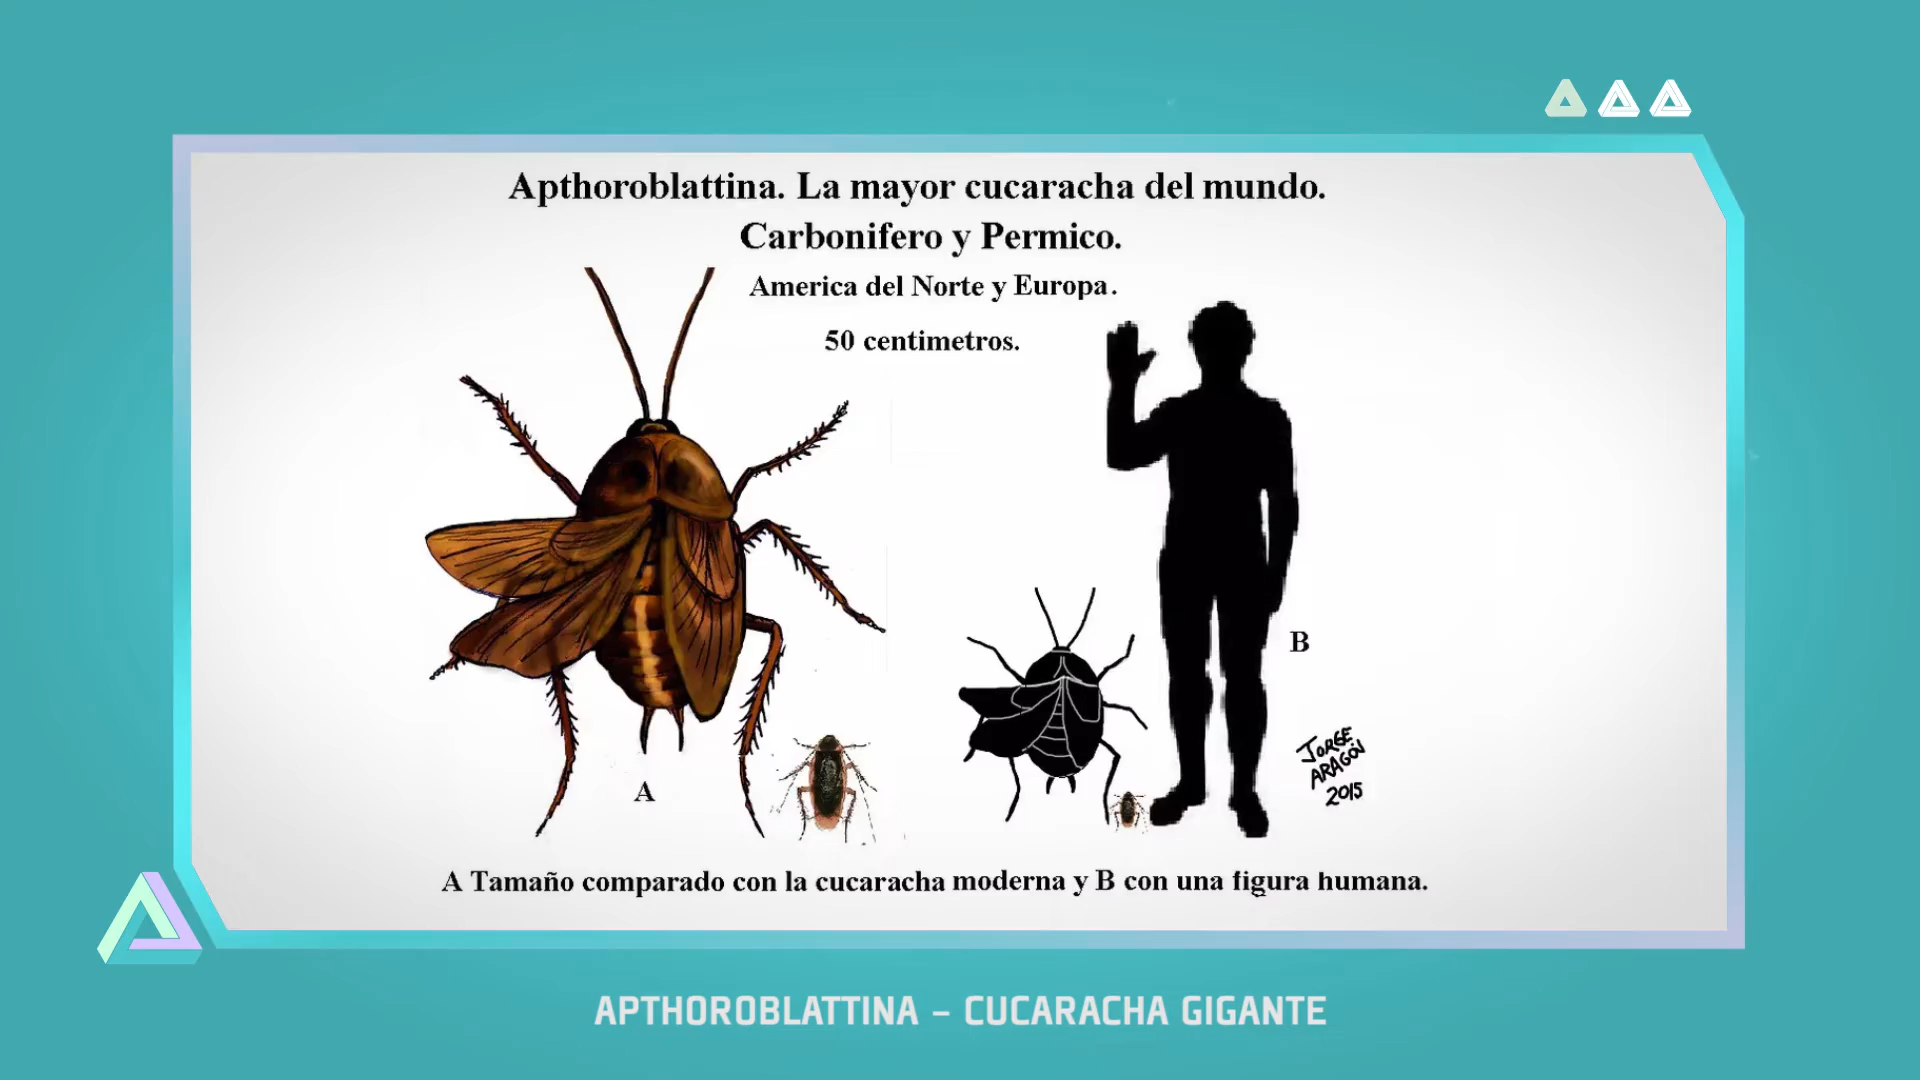 Apthoroblattina. La mayor cucaracha del mundo.
Carbonifero y Permico.
America del Norte y Europa.
50 centimetros.
A
B
JORGE
ARAGÓN
2015
A Tamaño comparado con la cucaracha moderna y B con una figura humana.
APTHOROBLATTINA – CUCARACHA GIGANTE